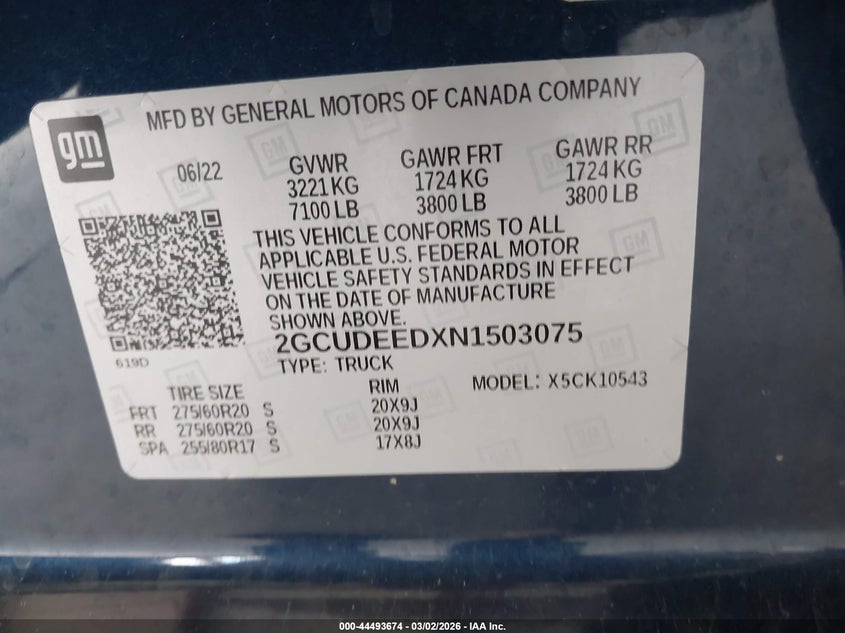 gm
MFD BY GENERAL MOTORS OF CANADA COMPANY
06/22
GVWR
3221 KG
7100 LB
GAWR FRT
1724 KG
3800 LB
GAWR RR
1724 KG
3800 LB
THIS VEHICLE CONFORMS TO ALL
APPLICABLE U.S. FEDERAL MOTOR
VEHICLE SAFETY STANDARDS IN EFFECT
ON THE DATE OF MANUFACTURE
SHOWN ABOVE.
2GCUDEEDXN1503075
619D
TYPE: TRUCK
MODEL: X5CK10543
TIRE SIZE RIM
FRT 275/60R20 S 20X9J
RR 275/60R20 S 20X9J
SPA 255/80R17 S 17X8J
000-44493674 | 03/02/2026 - IAA Inc.